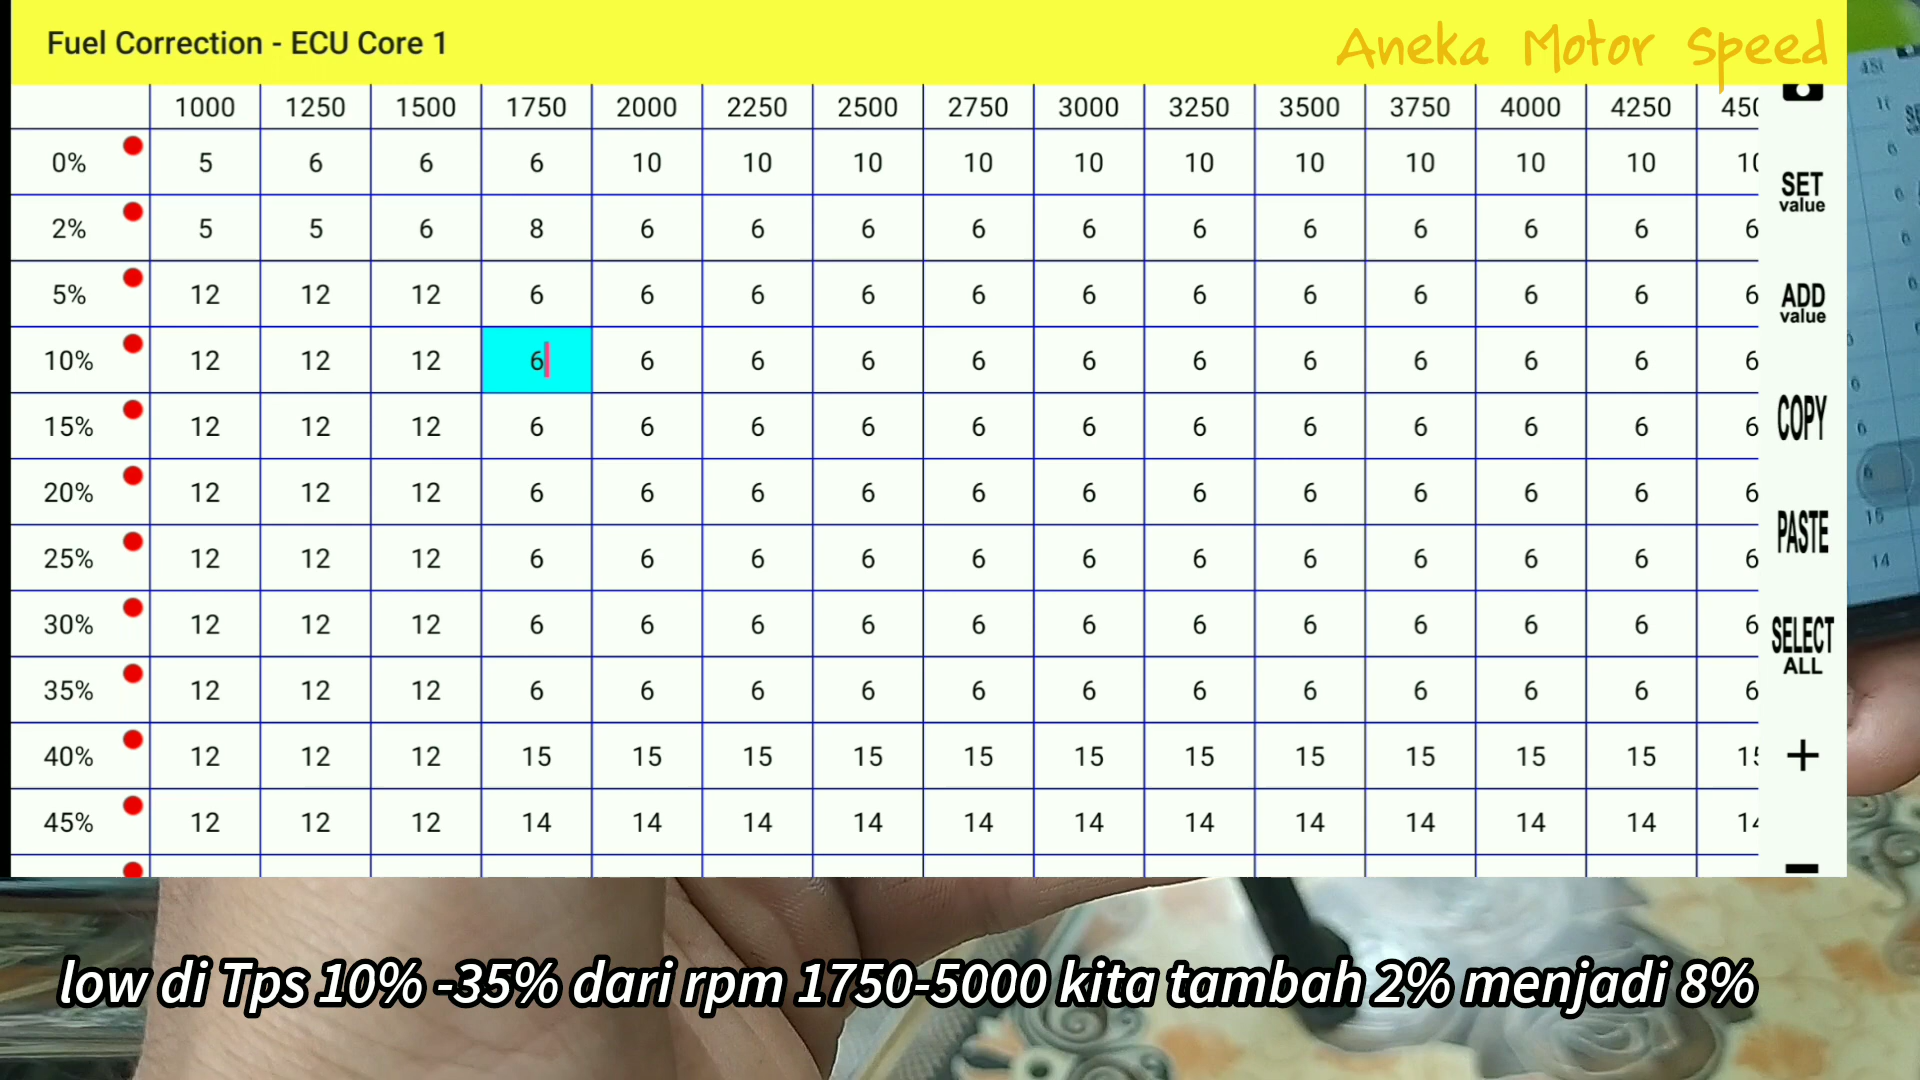 Fuel Correction - ECU Core 1
Aneka Motor Speed
1000 1250 1500 1750 2000 2250 2500 2750 3000 3250 3500 3750 4000 4250
0% 5 6 6 6 10 10 10 10 10 10 10 10 10 10 10
2% 5 5 6 8 6 6 6 6 6 6 6 6 6 6 6
5% 12 12 12 6 6 6 6 6 6 6 6 6 6 6 6
10% 12 12 12 6 6 6 6 6 6 6 6 6 6 6 6
15% 12 12 12 6 6 6 6 6 6 6 6 6 6 6 6
20% 12 12 12 6 6 6 6 6 6 6 6 6 6 6 6
25% 12 12 12 6 6 6 6 6 6 6 6 6 6 6 6
30% 12 12 12 6 6 6 6 6 6 6 6 6 6 6 6
35% 12 12 12 6 6 6 6 6 6 6 6 6 6 6 6
40% 12 12 12 15 15 15 15 15 15 15 15 15 15 15 15
45% 12 12 12 14 14 14 14 14 14 14 14 14 14 14 14
SET
value
ADD
value
COPY
PASTE
SELECT
ALL
+
low di Tps 10% -35% dari rpm 1750-5000 kita tambah 2% menjadi 8%